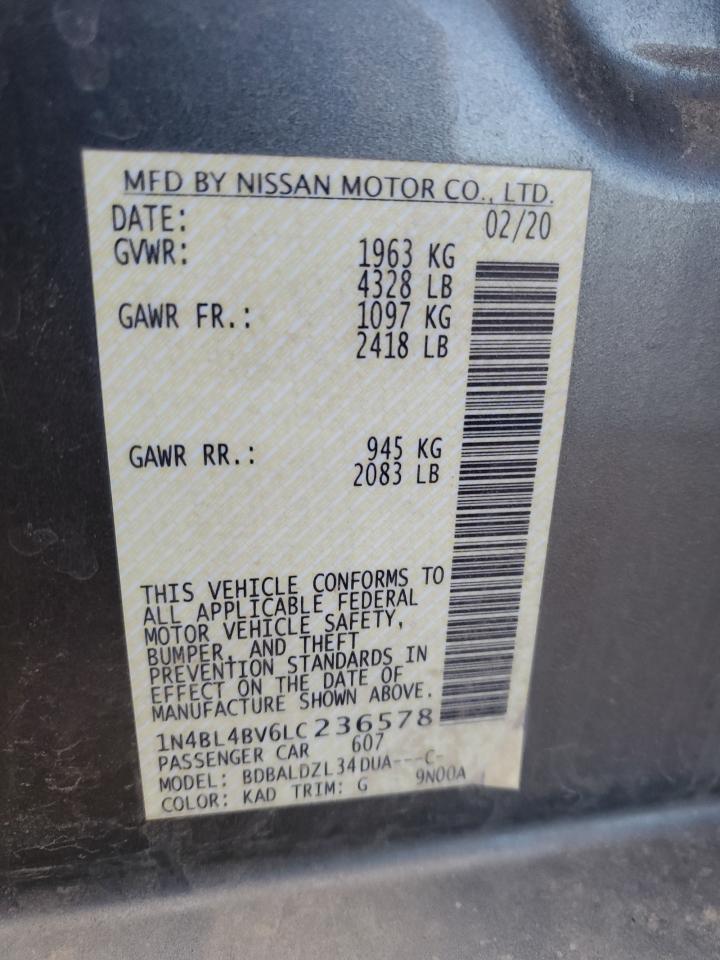 MFD BY NISSAN MOTOR CO., LTD.
DATE: 02/20
GVWR: 1963 KG
4328 LB
GAWR FR.: 1097 KG
2418 LB
GAWR RR.: 945 KG
2083 LB
THIS VEHICLE CONFORMS TO
ALL APPLICABLE FEDERAL
MOTOR VEHICLE SAFETY,
BUMPER, AND THEFT
PREVENTION STANDARDS IN
EFFECT ON THE DATE OF
MANUFACTURE SHOWN ABOVE.
1N4BL4BV6LC236578
PASSENGER CAR 607
MODEL: BDBALDZL34DUA---C-
COLOR: KAD TRIM: G 9N00A